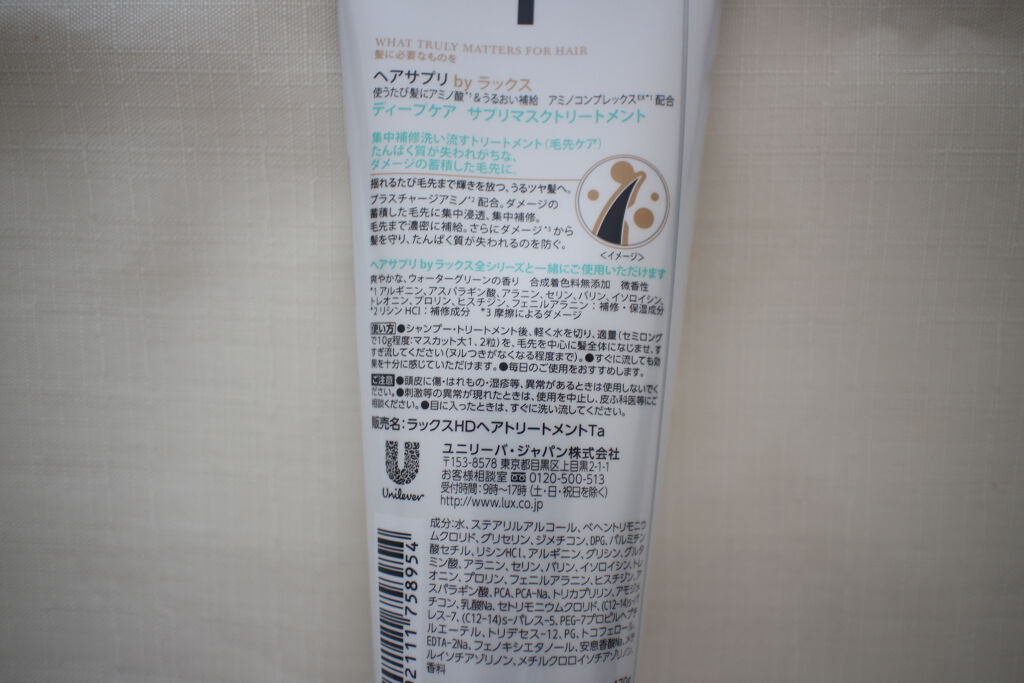 WHAT TRULY MATTERS FOR HAIR
髪に必要なものを
ヘアサプリ by ラックス
使うたび髪にアミノ酸*1＆うるおい補給 アミノコンプレックスEX*1配合
ディープケア サプリマスクトリートメント
集中補修洗い流すトリートメント(毛先ケア)
たんぱく質が失われがちな、
ダメージの蓄積した毛先に。
揺れるたび毛先まで輝きを放つ、うるツヤ髪へ。
プラスチャージアミノ*2配合。ダメージの
蓄積した毛先に集中浸透、集中補修。
毛先まで濃密に補給。さらにダメージ*3から
髪を守り、たんぱく質が失われるのを防ぐ。
<イメージ>
ヘアサプリ by ラックス全シリーズと一緒にご使用いただけます
爽やかな、ウォーターグリーンの香り 合成着色料無添加 微香性
*1 アルギニン、アスパラギン酸、アラニン、セリン、バリン、イソロイシン、
トレオニン、プロリン、ヒスチジン、フェニルアラニン：補修・保湿成分
*2 リシン HCl：補修成分 *3 摩擦によるダメージ
使い方 ●シャンプー・トリートメント後、軽く水を切り、適量(セミロング
で10g程度:マスカット大1、2粒)を、毛先を中心に髪全体になじませ、す
すぎ流してください(ヌルつきがなくなる程度まで)。●すぐに流しても効
果を十分に感じていただけます。●毎日のご使用をおすすめします。
ご注意 ●頭皮に傷・はれもの・湿疹等、異常があるときは使用しないでく
ださい。●刺激等の異常が現れたときは、使用を中止し、皮ふ科医等にご
相談ください。●目に入ったときは、すぐに洗い流してください。
販売名：ラックスHDヘアトリートメントTa
Unilever
ユニリーバ・ジャパン株式会社
〒153-8578 東京都目黒区上目黒2-1-1
お客様相談室 0120-500-513
受付時間：9時〜17時 (土・日・祝日を除く)
http://www.lux.co.jp
成分：水、ステアリルアルコール、ベヘントリモニウ
ムクロリド、グリセリン、ジメチコン、DPG、パルミチン
酸セチル、リシンHCl、アルギニン、グリシン、グルタ
ミン酸、アラニン、セリン、バリン、イソロイシン、トレ
オニン、プロリン、フェニルアラニン、ヒスチジン、ア
スパラギン酸、PCA、PCA-Na、トリカプリリン、アモジメ
チコン、乳酸Na、セトリモニウムクロリド、(C12-14)s-パ
レス-7、(C12-14)s-パレス-5、PEG-7プロピルヘプチ
ルエーテル、トリデセス-12、PG、トコフェロール、
EDTA-2Na、フェノキシエタノール、安息香酸Na、メチ
ルイソチアゾリノン、メチルクロロイソチアゾリノン、
香料
02111 758954